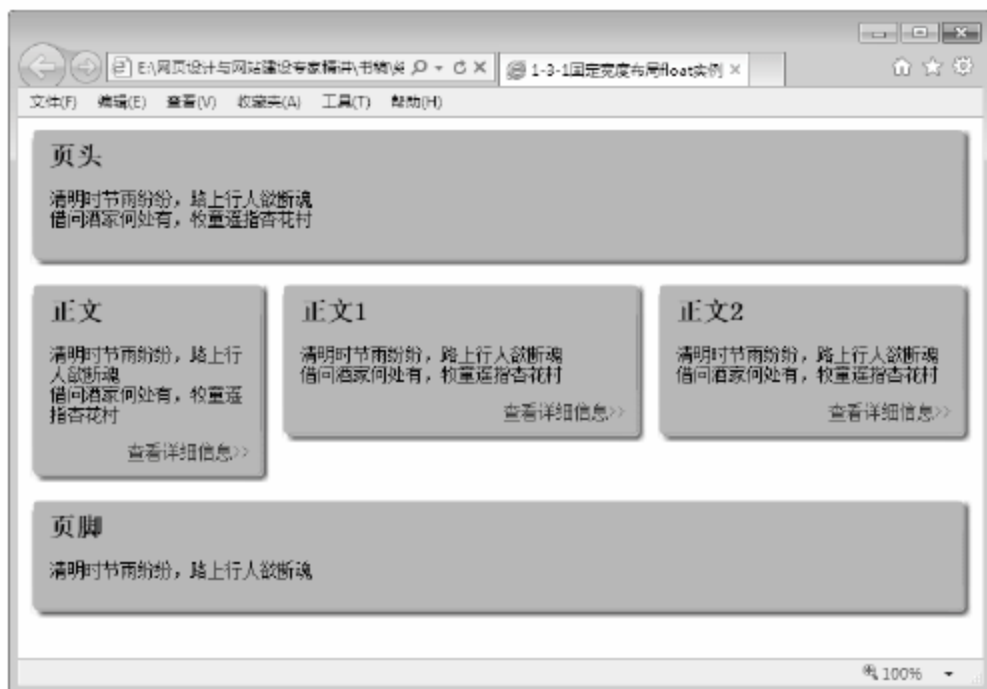 E:\网页设计与网站建设专家精讲\书稿\
1-3-1固定宽度布局float实例
文件(F) 编辑(E) 查看(V) 收藏夹(A) 工具(T) 帮助(H)
页头
清明时节雨纷纷，路上行人欲断魂
借问酒家何处有，牧童遥指杏花村
正文
清明时节雨纷纷，路上行
人欲断魂
借问酒家何处有，牧童遥
指杏花村
查看详细信息>>
正文1
清明时节雨纷纷，路上行人欲断魂
借问酒家何处有，牧童遥指杏花村
查看详细信息>>
正文2
清明时节雨纷纷，路上行人欲断魂
借问酒家何处有，牧童遥指杏花村
查看详细信息>>
页脚
清明时节雨纷纷，路上行人欲断魂
100%